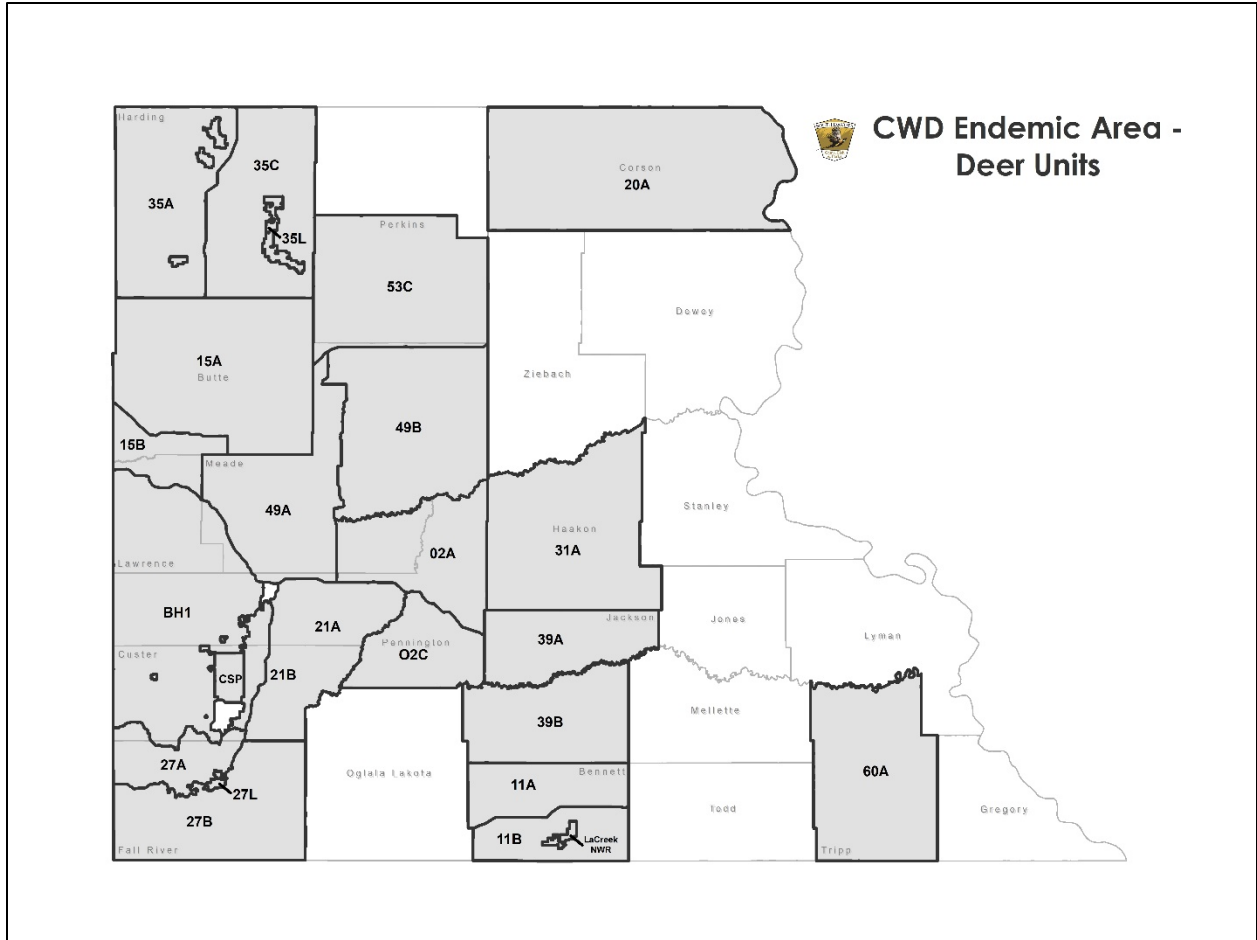 CWD Endemic Area -
Deer Units
Harding
35C
35A
35L
Corson
20A
Perkins
53C
Dewey
15A
Butte
Ziebach
15B
49B
Meade
49A
Stanley
Haakon
31A
02A
Lawrence
BH1
21A
Pennington
O2C
39A
Jackson
Jones
Lyman
Custer
CSP
21B
39B
Mellette
27A
27L
27B
Fall River
Oglala Lakota
11A
Bennett
11B
LaCreek
NWR
Todd
60A
Tripp
Gregory